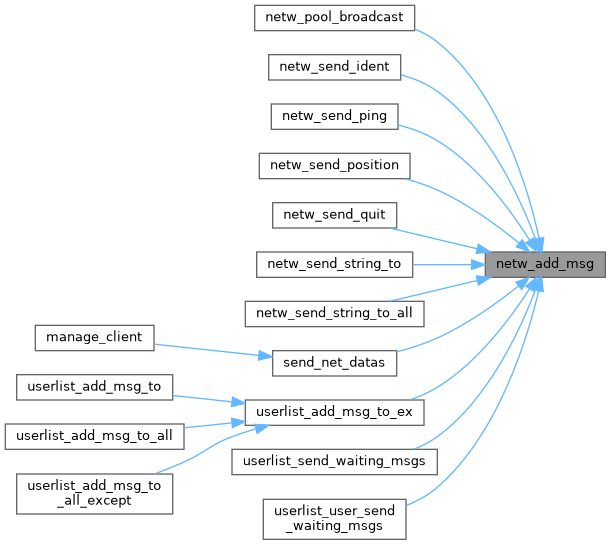 netw_pool_broadcast
netw_send_ident
netw_send_ping
netw_send_position
netw_send_quit
netw_add_msg
netw_send_string_to
netw_send_string_to_all
manage_client
send_net_datas
userlist_add_msg_to
userlist_add_msg_to_ex
userlist_add_msg_to_all
userlist_send_waiting_msgs
userlist_add_msg_to
_all_except
userlist_user_send
_waiting_msgs